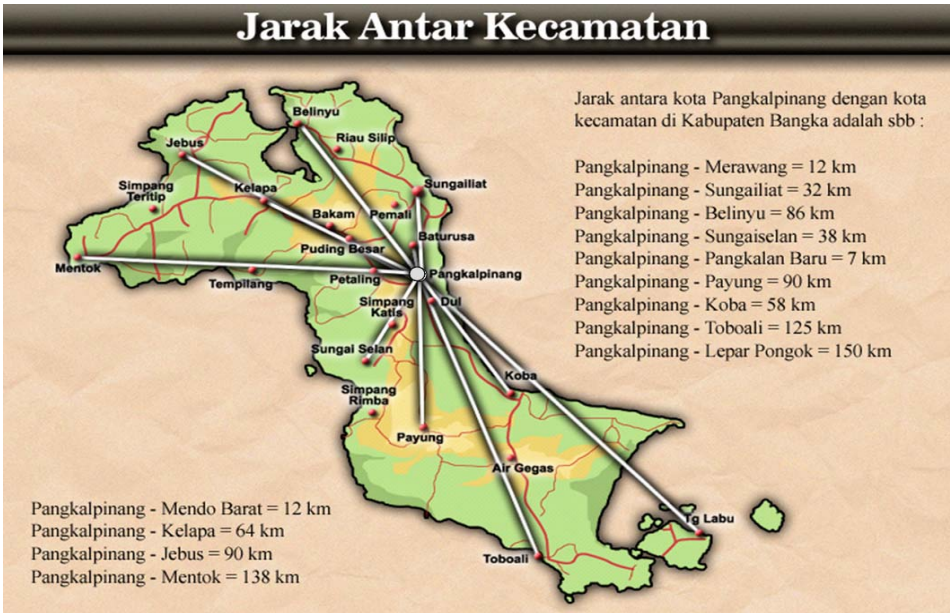 Jarak Antar Kecamatan
Jarak antara kota Pangkalpinang dengan kota
kecamatan di Kabupaten Bangka adalah sbb :
Pangkalpinang - Merawang = 12 km
Pangkalpinang - Sungailiat = 32 km
Pangkalpinang - Belinyu = 86 km
Pangkalpinang - Sungaiselan = 38 km
Pangkalpinang - Pangkalan Baru = 7 km
Pangkalpinang - Payung = 90 km
Pangkalpinang - Koba = 58 km
Pangkalpinang - Toboali = 125 km
Pangkalpinang - Lepar Pongok = 150 km
Belinyu
Riau Silip
Jebus
Simpang
Teritip
Kelapa
Sungailiat
Bakam
Pemali
Puding Besar
Baturusa
Mentok
Tempilang
Petaling
Pangkalpinang
Simpang
Katis
Dul
Sungai Selan
Koba
Simpang
Rimba
Payung
Air Gegas
Tg Labu
Toboali
Pangkalpinang - Mendo Barat = 12 km
Pangkalpinang - Kelapa = 64 km
Pangkalpinang - Jebus = 90 km
Pangkalpinang - Mentok = 138 km